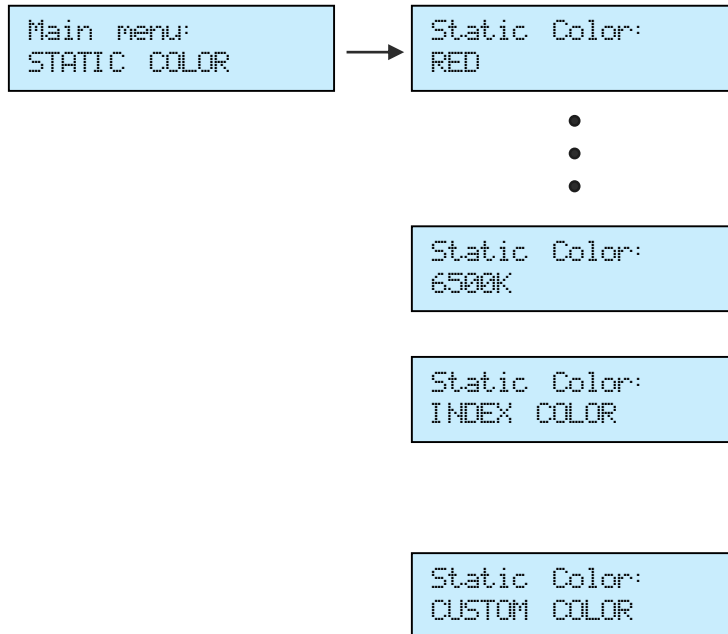 Main menu:
STATIC COLOR
Static Color:
RED
Static Color:
6500K
Static Color:
INDEX COLOR
Static Color:
CUSTOM COLOR